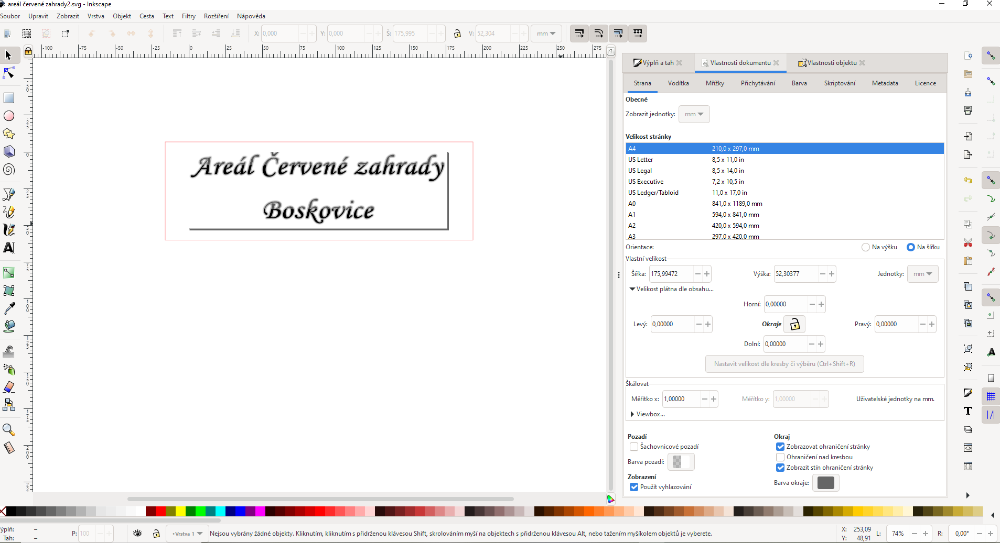 areál červené zahrady2.svg - Inkscape
Soubor Upravit Zobrazit Vrstva Objekt Cesta Text Filtry Rozšíření Nápověda
X: 0,000 Y: 0,000 Š: 175,995 V: 52,304 mm
-100 -75 -50 -25 0 25 50 75 100 125 150 175 200 225 250 275
Výplň a tah Vlastnosti dokumentu Vlastnosti objektu
Strana Vodítka Mřížky Přichytávání Barva Skriptování Metadata Licence
Obecné
Zobrazit jednotky: mm
Velikost stránky
A4 210,0 x 297,0 mm
US Letter 8,5 x 11,0 in
US Legal 8,5 x 14,0 in
US Executive 7,2 x 10,5 in
US Ledger/Tabloid 11,0 x 17,0 in
A0 841,0 x 1189,0 mm
A1 594,0 x 841,0 mm
A2 420,0 x 594,0 mm
A3 297,0 x 420,0 mm
Orientace: Na výšku Na šířku
Vlastní velikost
Šířka: 175,99472 Výška: 52,30377 Jednotky: mm
Velikost plátna dle obsahu...
Horní: 0,00000
Levý: 0,00000 Okraje Pravý: 0,00000
Dolní: 0,00000
Nastavit velikost dle kresby či výběru (Ctrl+Shift+R)
Škálovat
Měřítko x: 1,00000 Měřítko y: 1,00000 Uživatelské jednotky na mm.
Viewbox...
Pozadí
Šachovnicové pozadí
Barva pozadí:
Zobrazení
Použít vyhlazování
Okraj
Zobrazovat ohraničení stránky
Ohraničení nad kresbou
Zobrazit stín ohraničení stránky
Barva okraje:
Areál Červené zahrady
Boskovice
ýplň: –
Tah: –
P: 100
Vrstva 1
Nejsou vybrány žádné objekty. Kliknutím, kliknutím s přidrženou klávesou Shift, skrolováním myší na objektech s přidrženou klávesou Alt, nebo tažením myšíkolem objektů je vyberete.
X: 253,09
Y: 48,91
L: 74% R: 0,00°